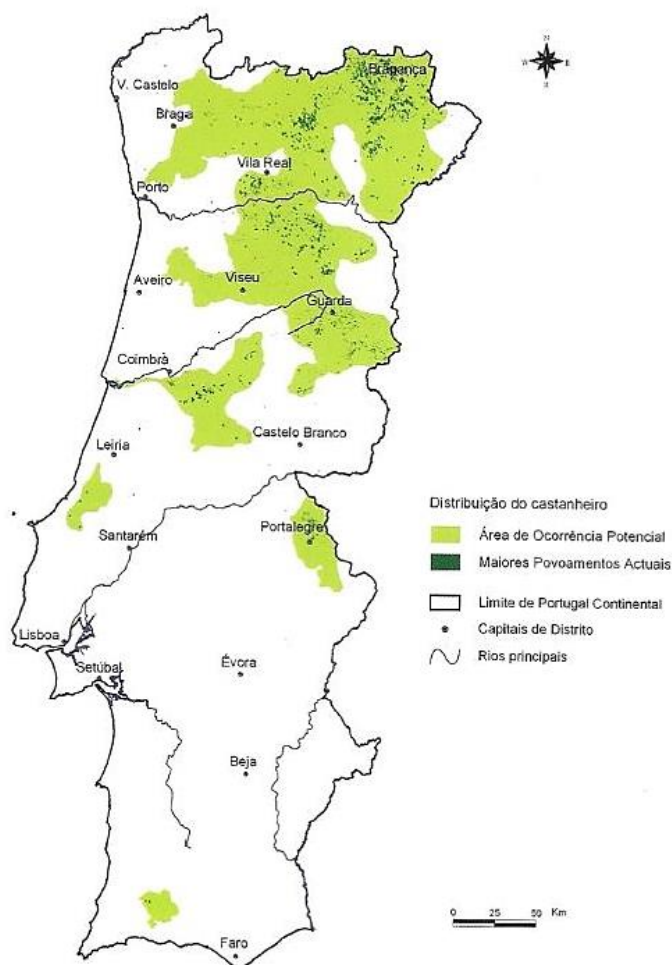 Bragança
V. Castelo
Braga
Vila Real
Porto
Aveiro
Viseu
Guarda
Coimbra
Castelo Branco
Leiria
Portalegre
Santarém
Lisboa
Setúbal
Évora
Beja
Faro
N
W E
S
Distribuição do castanheiro
Área de Ocorrência Potencial
Maiores Povoamentos Actuais
Limite de Portugal Continental
Capitais de Distrito
Rios principais
0 25 50 Km